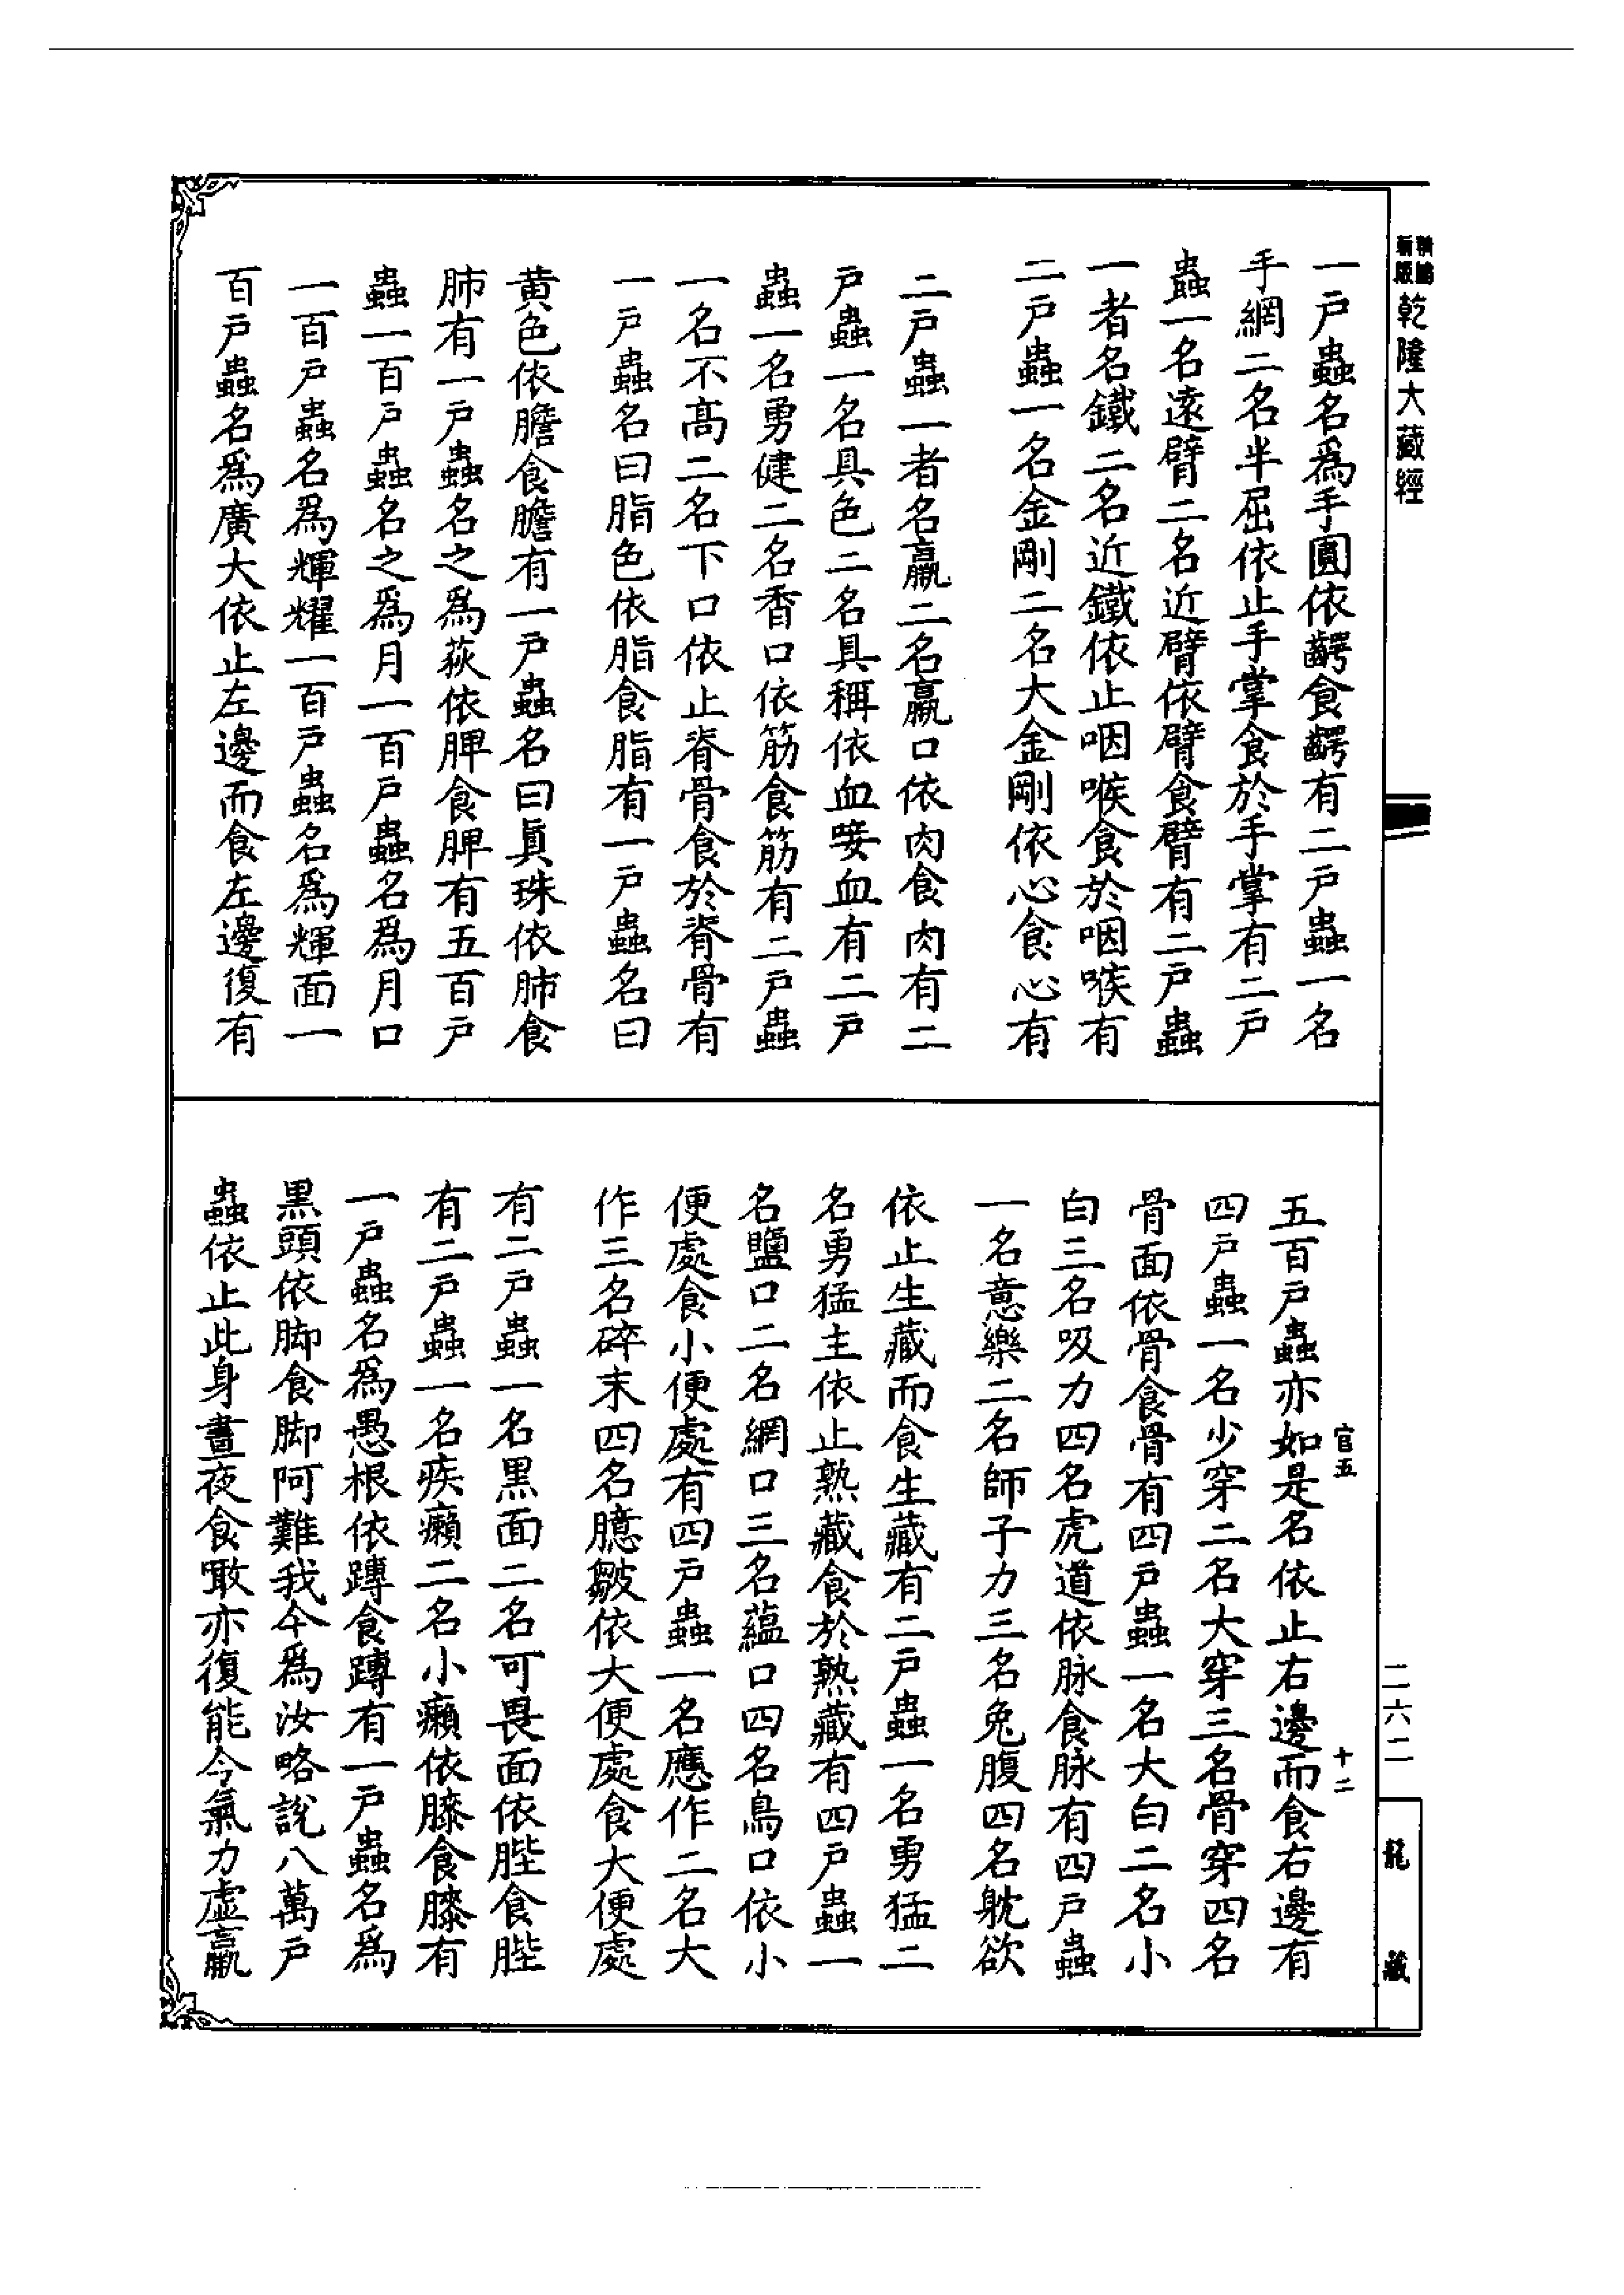 乾隆大藏經
一戶蟲名爲手圓依齶食齶有二戶蟲一名
手網二名半屈依止手掌食於手掌有二戶
蟲一名遠臂二名近臂依臂食臂有二戶蟲
一者名鐵二名近鐵依止咽喉食於咽喉有
二戶蟲一名金剛二名大金剛依心食心有
二戶蟲一者名羸二名羸口依肉食肉有二
戶蟲一名具色二名具稱依血唼血有二戶
蟲一名勇健二名香口依筋食筋有二戶蟲
一名不高二名下口依止脊骨食於脊骨有
一戶蟲名曰脂色依脂食脂有一戶蟲名曰
黃色依膽食膽有一戶蟲名曰眞珠依肺食
肺有一戶蟲名之爲荻依脾食脾有五百戶
蟲一百戶蟲名之爲月一百戶蟲名爲月口
一百戶蟲名爲輝耀一百戶蟲名爲輝面一
百戶蟲名爲廣大依止左邊而食左邊復有
官五
十二
五百戶蟲亦如是名依止右邊而食右邊有
四戶蟲一名少穿二名大穿三名骨穿四名
骨面依骨食骨有四戶蟲一名大白二名小
白三名吸力四名虎道依脉食脉有四戶蟲
一名意樂二名師子力三名兔腹四名躭欲
依止生藏而食生藏有二戶蟲一名勇猛二
名勇猛主依止熟藏食於熟藏有四戶蟲一
名鹽口二名網口三名蘊口四名鳥口依小
便處食小便處有四戶蟲一名應作二名大
作三名碎末四名臆皺依大便處食大便處
有二戶蟲一名黑面二名可畏面依䏶食䏶
有二戶蟲一名疾癩二名小癩依膝食膝有
一戶蟲名爲愚根依蹲食蹲有一戶蟲名爲
黑頭依脚食脚阿難我今爲汝略說八萬戶
蟲依止此身晝夜食噉亦復能令氣力虛羸
二六二
龍藏